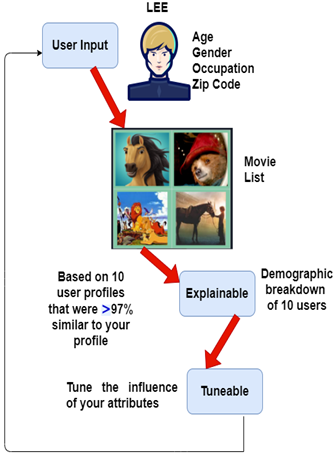 LEE
User Input
Age
Gender
Occupation
Zip Code
Movie
List
Based on 10
user profiles
that were >97%
similar to your
profile
Explainable
Demographic
breakdown
of 10 users
Tune the influence
of your attributes
Tuneable